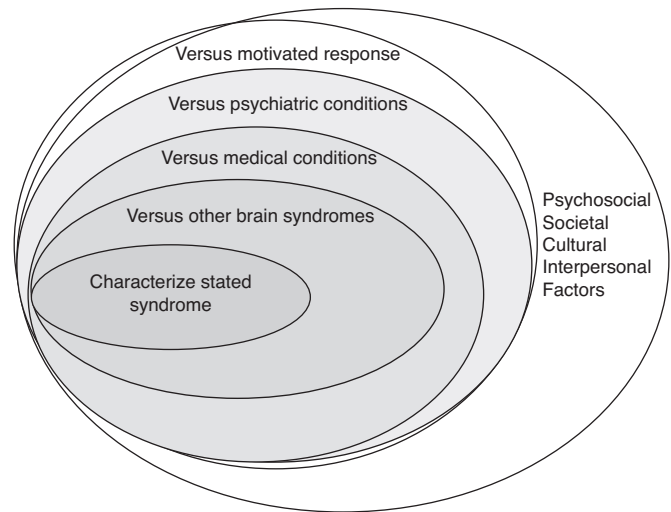 Versus motivated response
Versus psychiatric conditions
Versus medical conditions
Versus other brain syndromes
Characterize stated
syndrome
Psychosocial
Societal
Cultural
Interpersonal
Factors